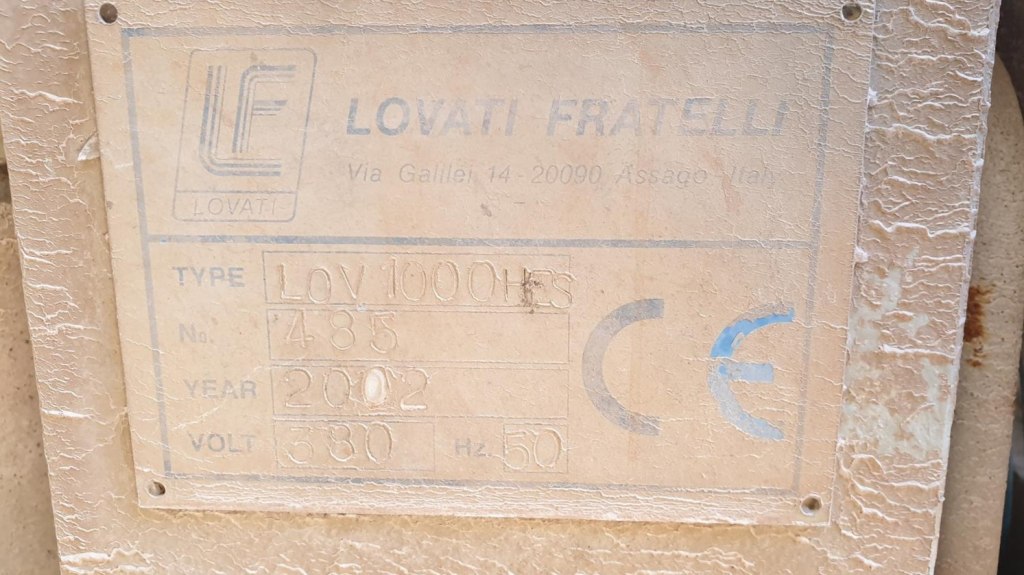 LF
LOVATI
LOVATI FRATELLI
Via Galilei 14 - 20090 Assago Italy
TYPE LOV 1000HES
No. 485
YEAR 2002
VOLT 380 Hz. 50
CE